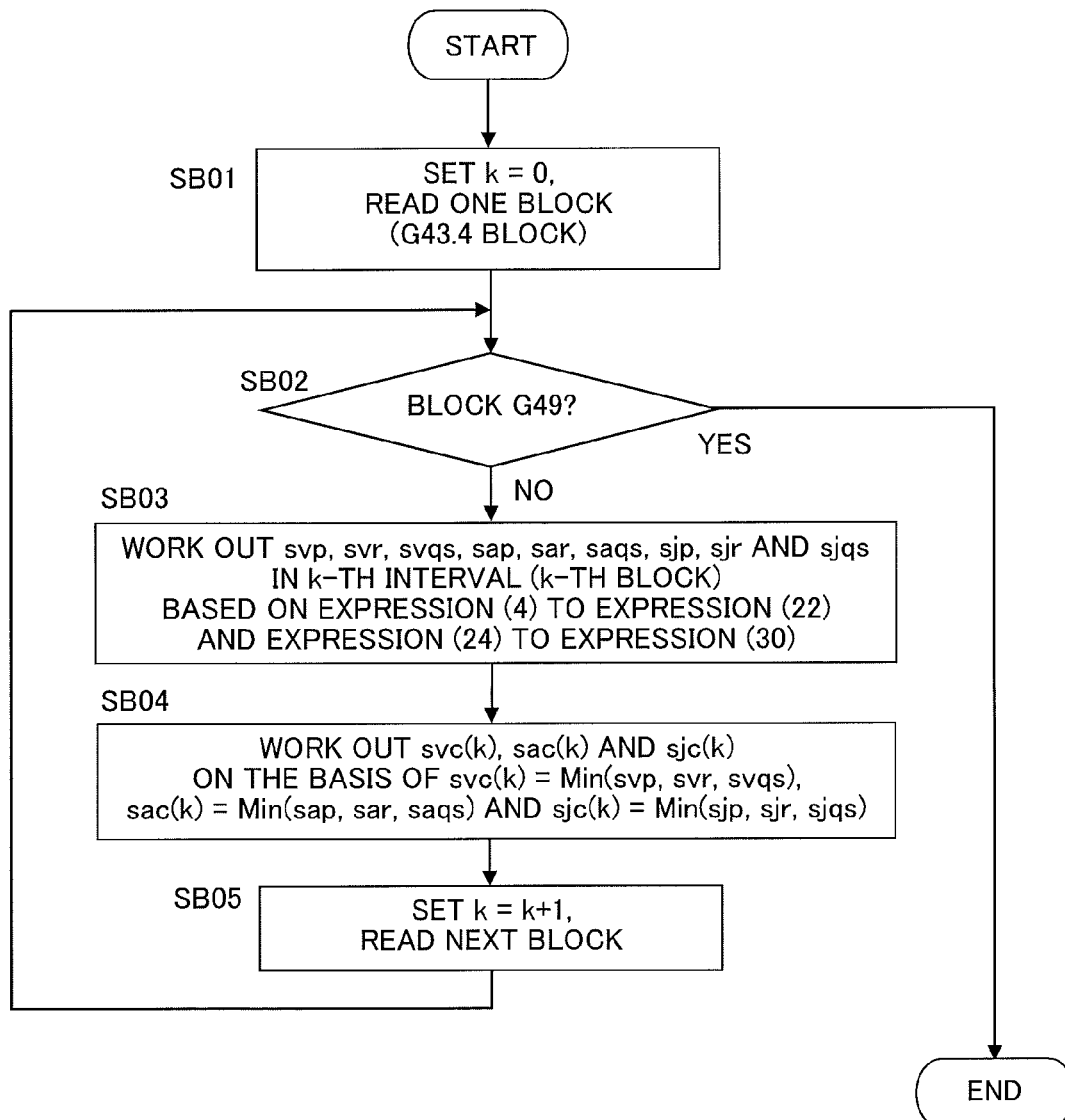 START
SB01
SET k = 0,
READ ONE BLOCK
(G43.4 BLOCK)
SB02
BLOCK G49?
YES
NO
SB03
WORK OUT svp, svr, svqs, sap, sar, saqs, sjp, sjr AND sjqs
IN k-TH INTERVAL (k-TH BLOCK)
BASED ON EXPRESSION (4) TO EXPRESSION (22)
AND EXPRESSION (24) TO EXPRESSION (30)
SB04
WORK OUT svc(k), sac(k) AND sjc(k)
ON THE BASIS OF svc(k) = Min(svp, svr, svqs),
sac(k) = Min(sap, sar, saqs) AND sjc(k) = Min(sjp, sjr, sjqs)
SB05
SET k = k+1,
READ NEXT BLOCK
END